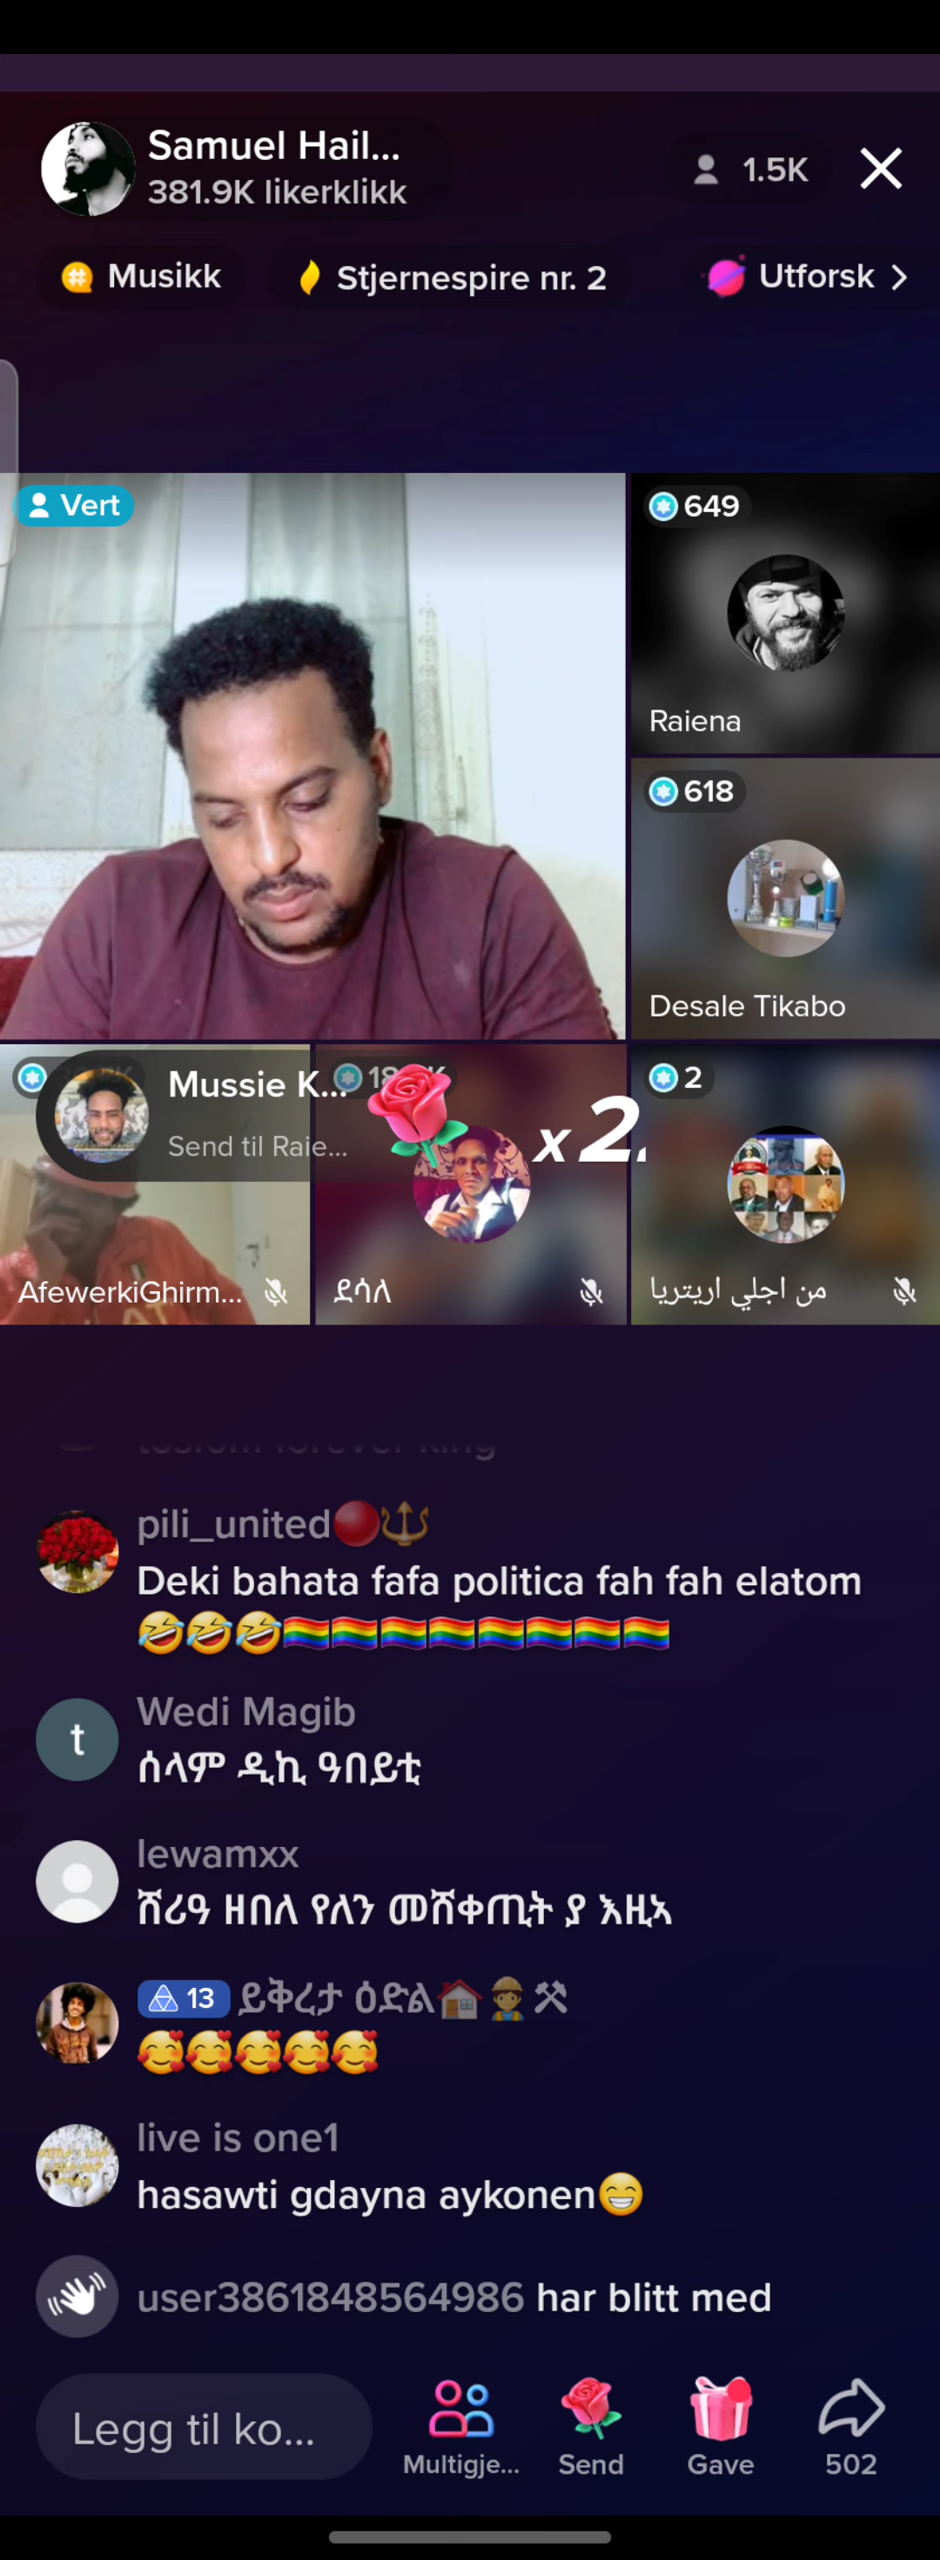 Samuel Hail...
381.9K likerklikk
1.5K
Musikk
Stjernespire nr. 2
Utforsk
Vert
649
Raiena
618
Desale Tikabo
Mussie K...
Send til Raie...
x2
2
AfewerkiGhirm...
ደሳለ
من اجلي اريتريا
pili_united
Deki bahata fafa politica fah fah elatom
🤣🤣🤣🏳️‍🌈🏳️‍🌈🏳️‍🌈🏳️‍🌈🏳️‍🌈🏳️‍🌈🏳️‍🌈🏳️‍🌈
t
Wedi Magib
ሰላም ዲኪ ዓበይቲ
lewamxx
ሽሪዓ ዘበለ የለን መሸቀጢት ያ እዚኣ
13 ይቅረታ ዕድል🏠👷⚒
🥰🥰🥰🥰🥰
live is one1
hasawti gdayna aykonen😁
user3861848564986 har blitt med
Legg til ko...
Multigje...
Send
Gave
502